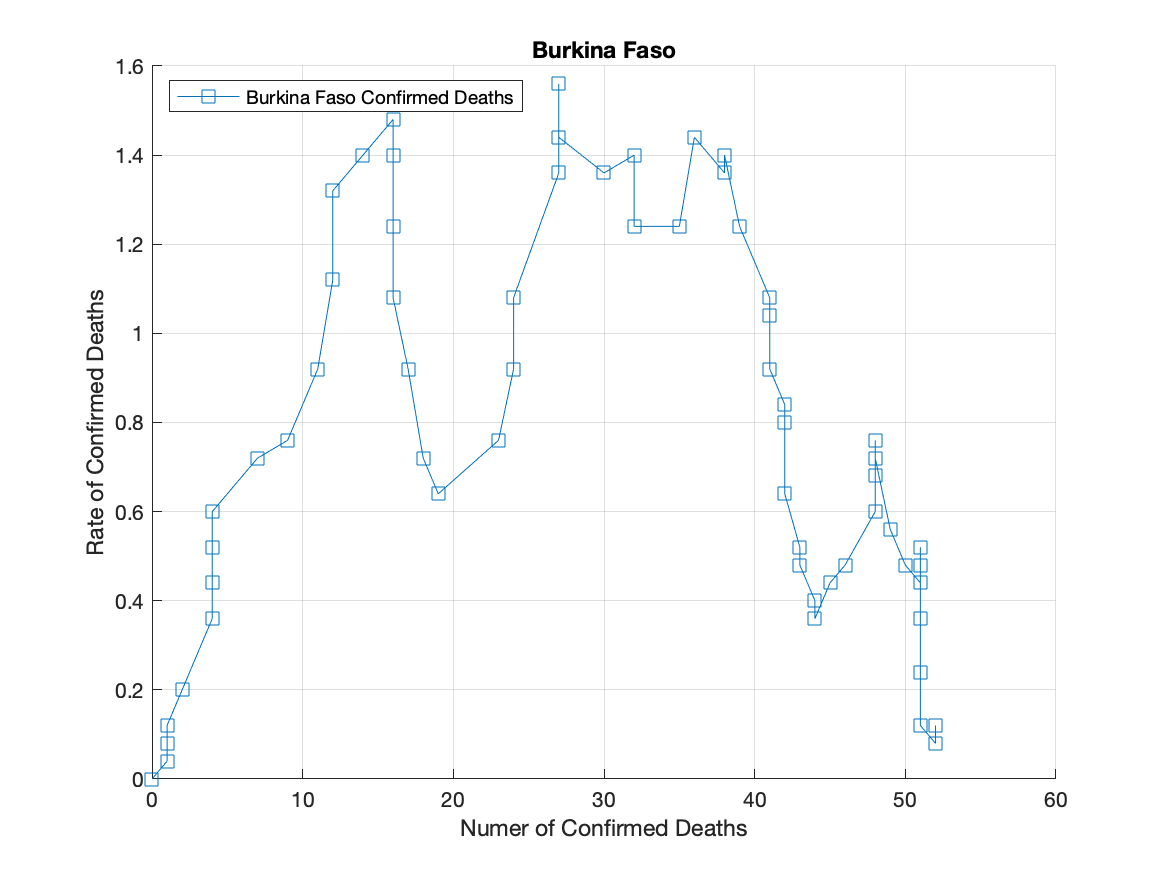 Burkina Faso
Burkina Faso Confirmed Deaths
1.6
1.4
1.2
1
0.8
0.6
0.4
0.2
0
Rate of Confirmed Deaths
0 10 20 30 40 50 60
Numer of Confirmed Deaths